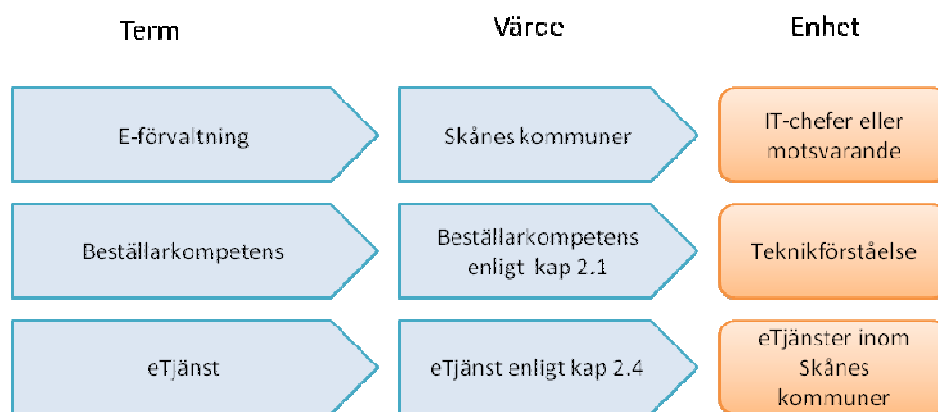 Term
Värde
Enhet
E-förvaltning
Skånes kommuner
IT-chefer eller
motsvarande
Beställarkompetens
Beställarkompetens
enligt kap 2.1
Teknikförståelse
eTjänst
eTjänst enligt kap 2.4
eTjänster inom
Skånes
kommuner